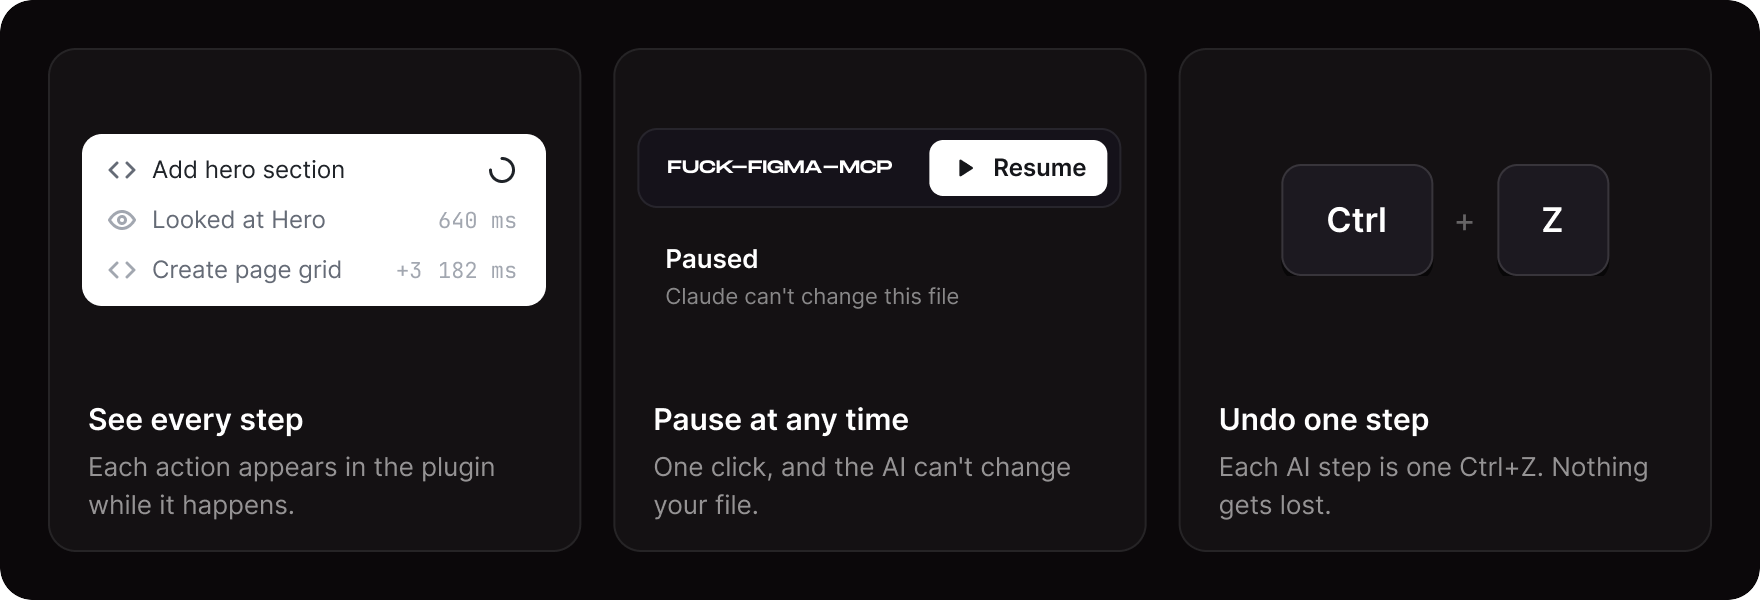 Add hero section
Looked at Hero 640 ms
Create page grid +3 182 ms
See every step
Each action appears in the plugin
while it happens.
FUCK–FIGMA–MCP Resume
Paused
Claude can't change this file
Pause at any time
One click, and the AI can't change
your file.
Ctrl + Z
Undo one step
Each AI step is one Ctrl+Z. Nothing
gets lost.